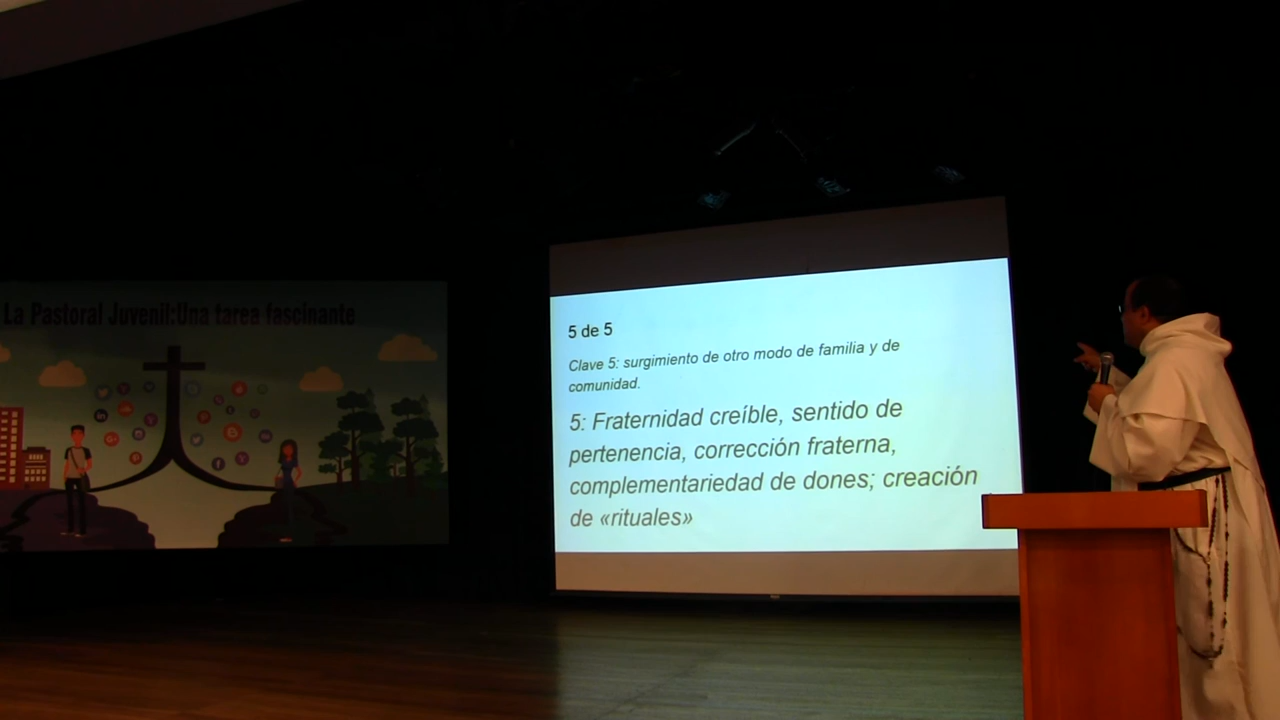 La Pastoral Juvenil:Una tarea fascinante
5 de 5
Clave 5: surgimiento de otro modo de familia y de
comunidad.
5: Fraternidad creíble, sentido de
pertenencia, corrección fraterna,
complementariedad de dones; creación
de «rituales»